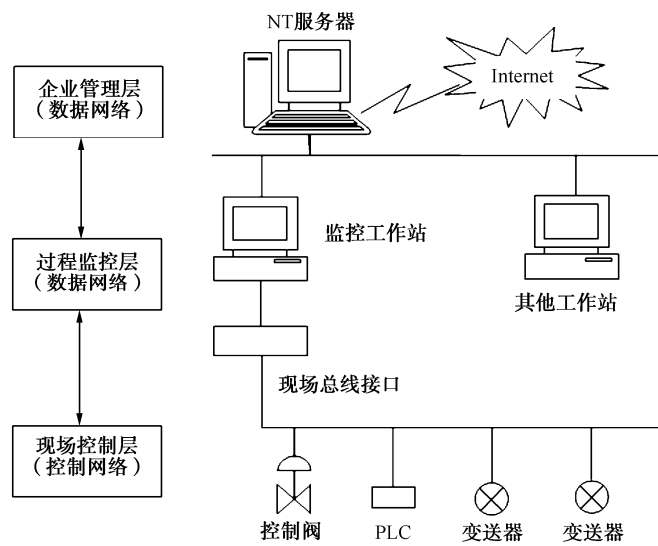 NT服务器
Internet
企业管理层
（数据网络）
监控工作站
过程监控层
（数据网络）
其他工作站
现场总线接口
现场控制层
（控制网络）
控制阀
PLC
变送器
变送器